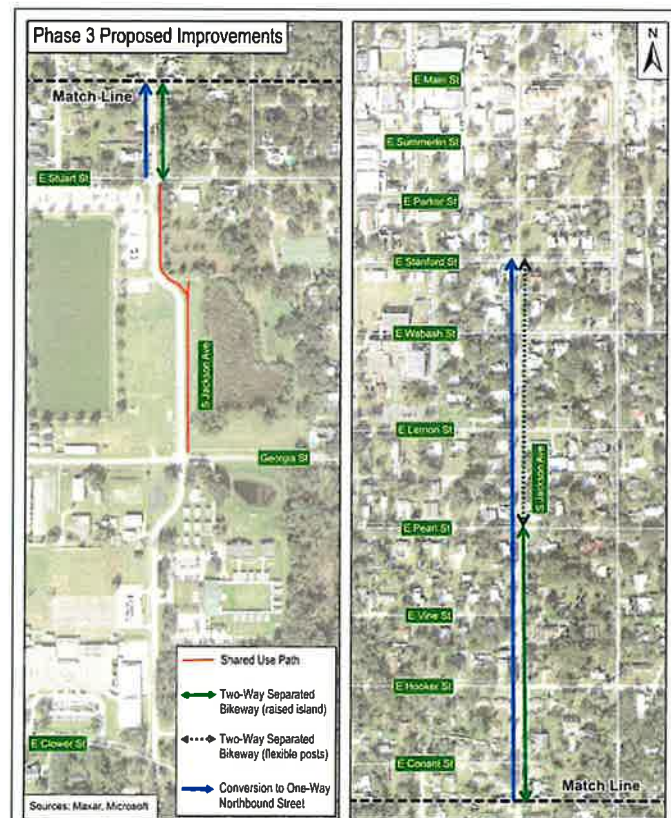 Phase 3 Proposed Improvements
Match Line
E Stuart St
S Jackson Ave
Georgia St
E Clower St
Shared Use Path
Two-Way Separated
Bikeway (raised island)
Two-Way Separated
Bikeway (flexible posts)
Conversion to One-Way
Northbound Street
Sources: Maxar, Microsoft
N
E Main St
E Summerlin St
E Parker St
E Stanford St
E Wabash St
E Lemon St
S Jackson Ave
E Pearl St
E Vine St
E Hooker St
E Conant St
Match Line